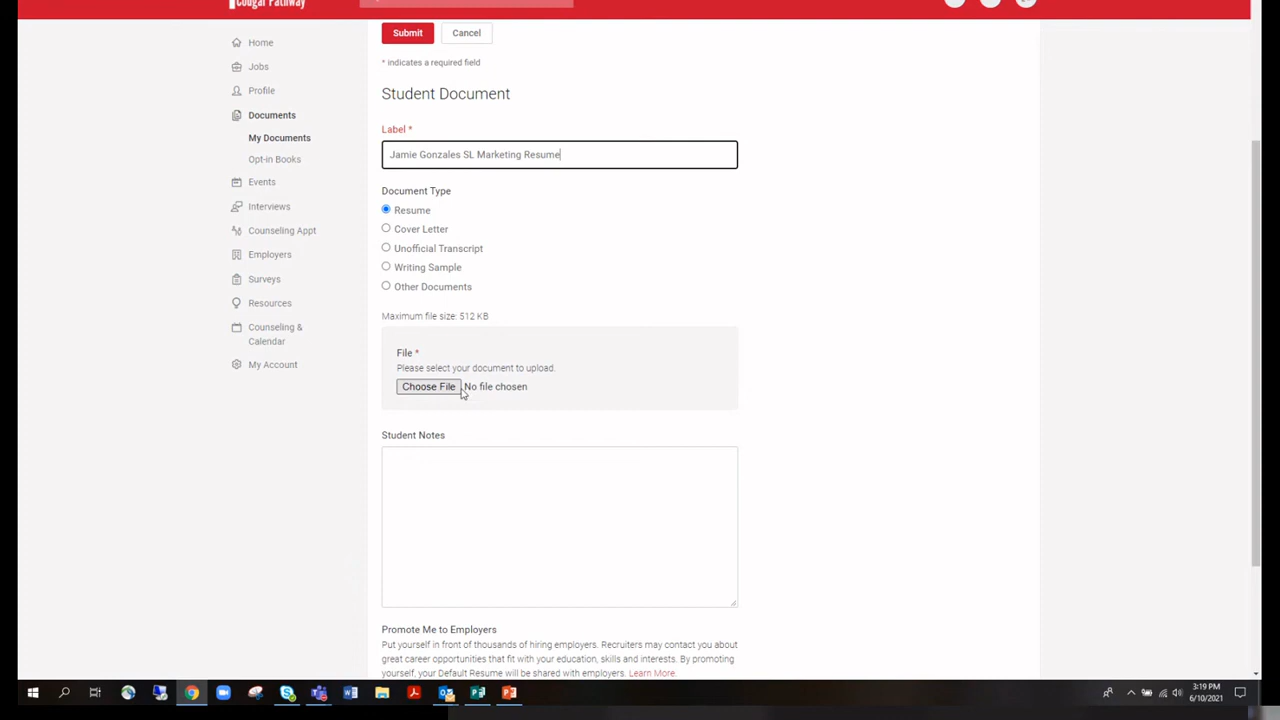 Cougar Pathway
Submit
Cancel
Home
* indicates a required field
Jobs
Profile
Student Document
Documents
Label *
My Documents
Jamie Gonzales SL Marketing Resume
Opt-in Books
Events
Document Type
Interviews
Resume
Counseling Appt
Cover Letter
Employers
Unofficial Transcript
Surveys
Writing Sample
Resources
Other Documents
Counseling &
Calendar
Maximum file size: 512 KB
My Account
File *
Please select your document to upload.
Choose File No file chosen
Student Notes
Promote Me to Employers
Put yourself in front of thousands of hiring employers. Recruiters may contact you about
great career opportunities that fit with your education, skills and interests. By promoting
yourself, your Default Resume will be shared with employers. Learn More.
3:19 PM
6/10/2021